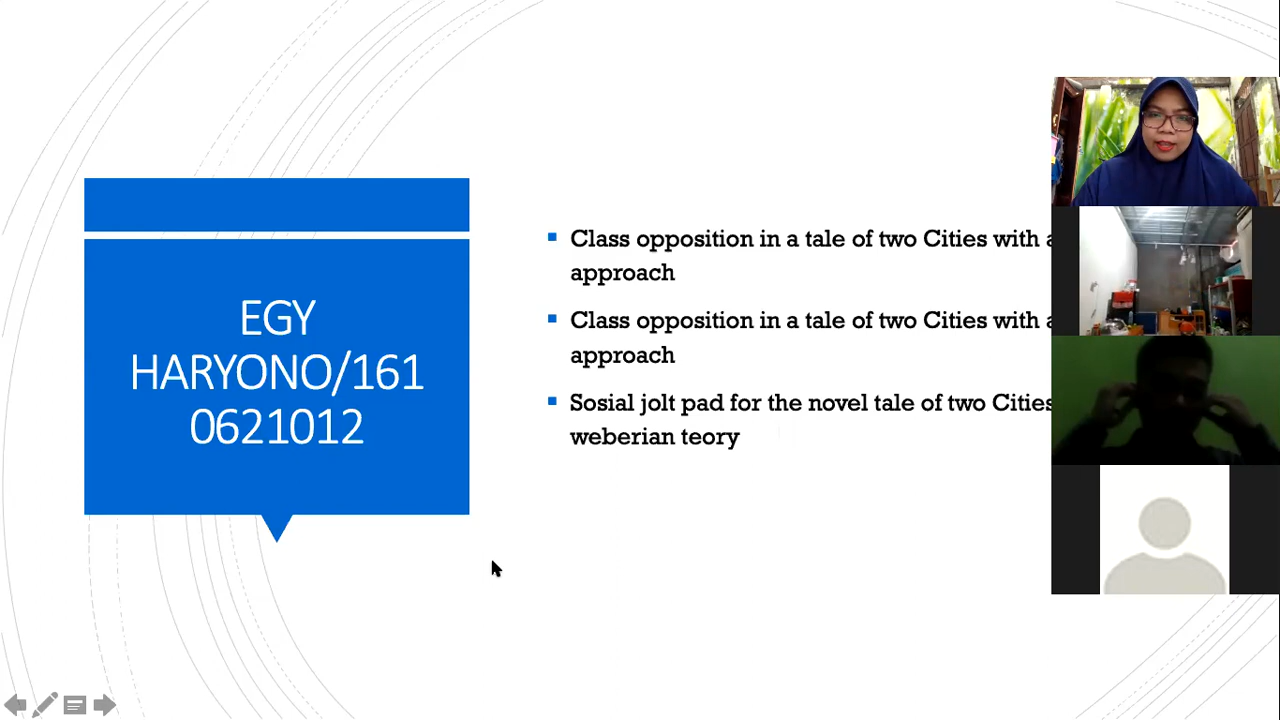 EGY
HARYONO/161
0621012
Class opposition in a tale of two Cities with
approach
Class opposition in a tale of two Cities with
approach
Sosial jolt pad for the novel tale of two Cities
weberian teory